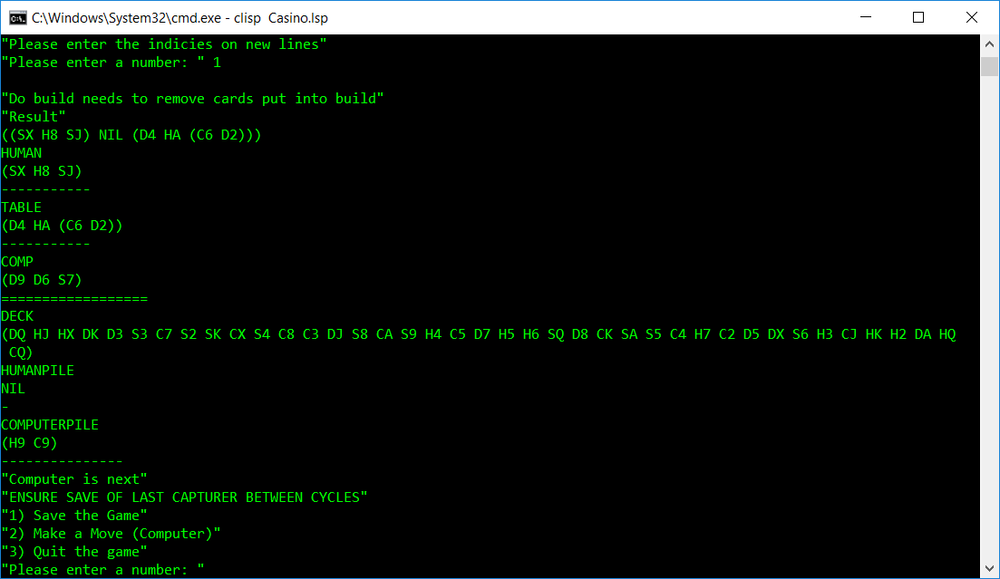 C:\Windows\System32\cmd.exe - clisp  Casino.lsp
"Please enter the indicies on new lines"
"Please enter a number: " 1
"Do build needs to remove cards put into build"
"Result"
((SX H8 SJ) NIL (D4 HA (C6 D2)))
HUMAN
(SX H8 SJ)
-----------
TABLE
(D4 HA (C6 D2))
-----------
COMP
(D9 D6 S7)
==================
DECK
(DQ HJ HX DK D3 S3 C7 S2 SK CX S4 C8 C3 DJ S8 CA S9 H4 C5 D7 H5 H6 SQ D8 CK SA S5 C4 H7 C2 D5 DX S6 H3 CJ HK H2 DA HQ
 CQ)
HUMANPILE
NIL
-
COMPUTERPILE
(H9 C9)
---------------
"Computer is next"
"ENSURE SAVE OF LAST CAPTURER BETWEEN CYCLES"
"1) Save the Game"
"2) Make a Move (Computer)"
"3) Quit the game"
"Please enter a number: "